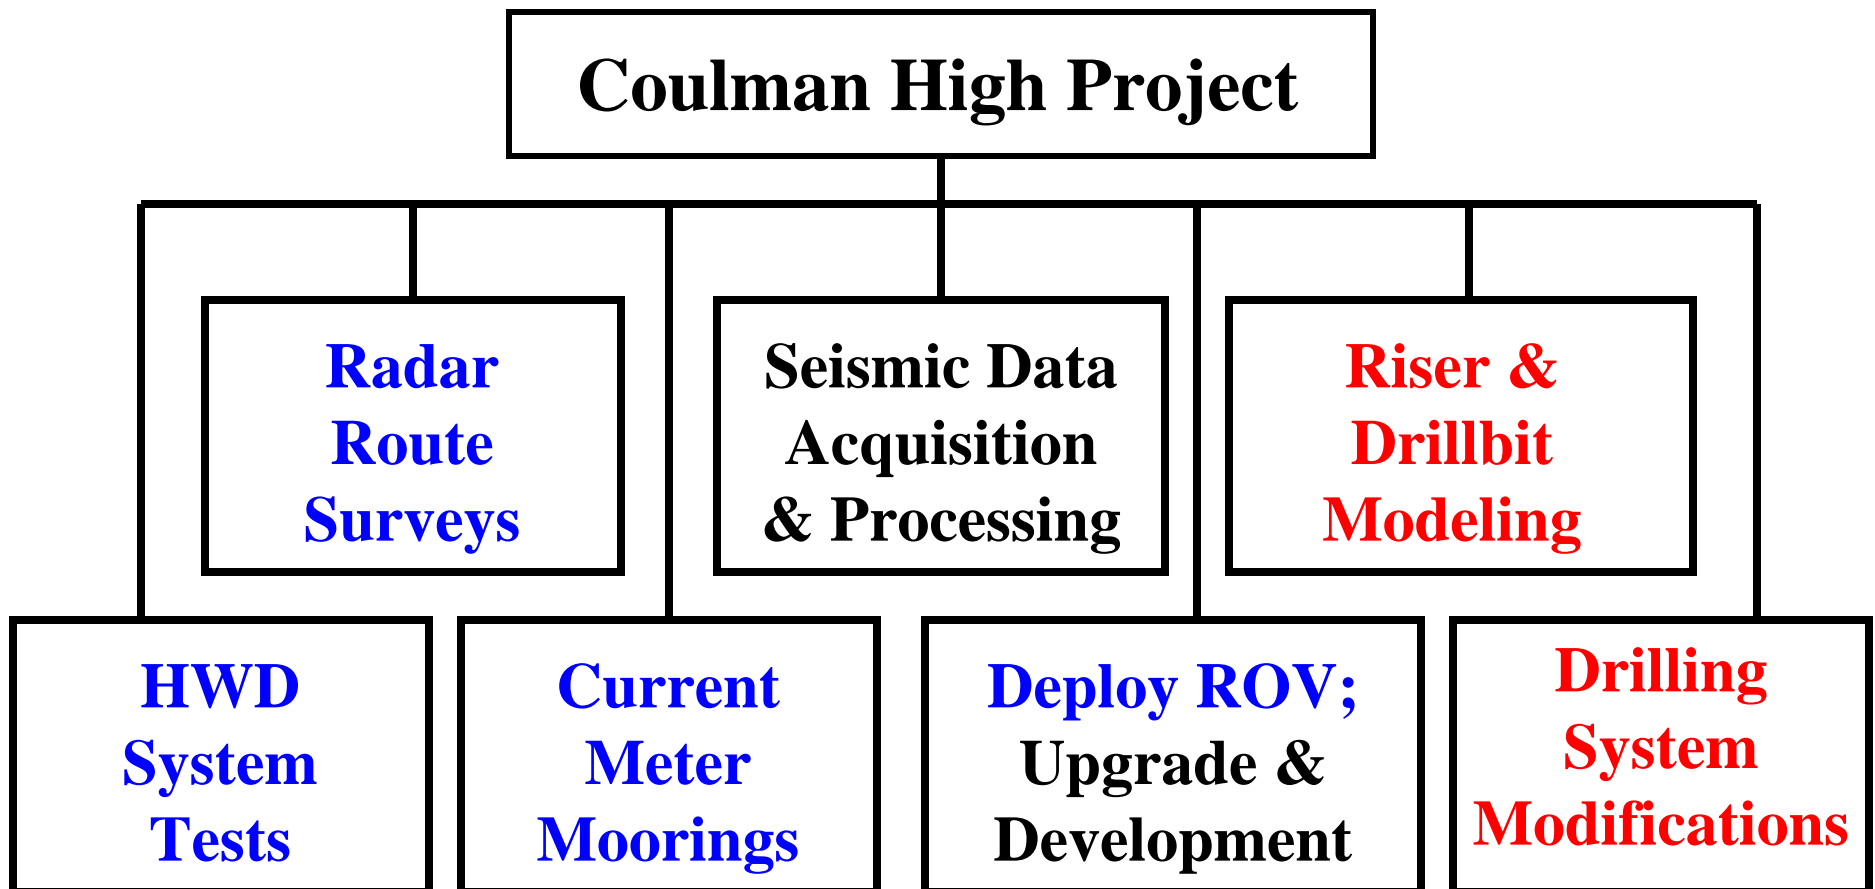 Coulman High Project
Radar
Route
Surveys
Seismic Data
Acquisition
& Processing
Riser &
Drillbit
Modeling
HWD
System
Tests
Current
Meter
Moorings
Deploy ROV;
Upgrade &
Development
Drilling
System
Modifications